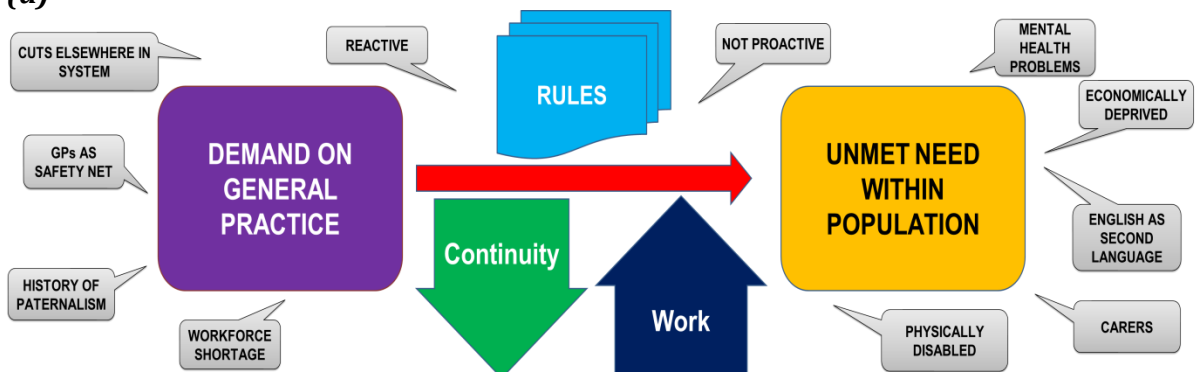 CUTS ELSEWHERE IN
SYSTEM
REACTIVE
RULES
NOT PROACTIVE
MENTAL
HEALTH
PROBLEMS
ECONOMICALLY
DEPRIVED
GPs AS
SAFETY NET
DEMAND ON
GENERAL
PRACTICE
UNMET NEED
WITHIN
POPULATION
ENGLISH AS
SECOND
LANGUAGE
Continuity
Work
HISTORY OF
PATERNALISM
WORKFORCE
SHORTAGE
PHYSICALLY
DISABLED
CARERS